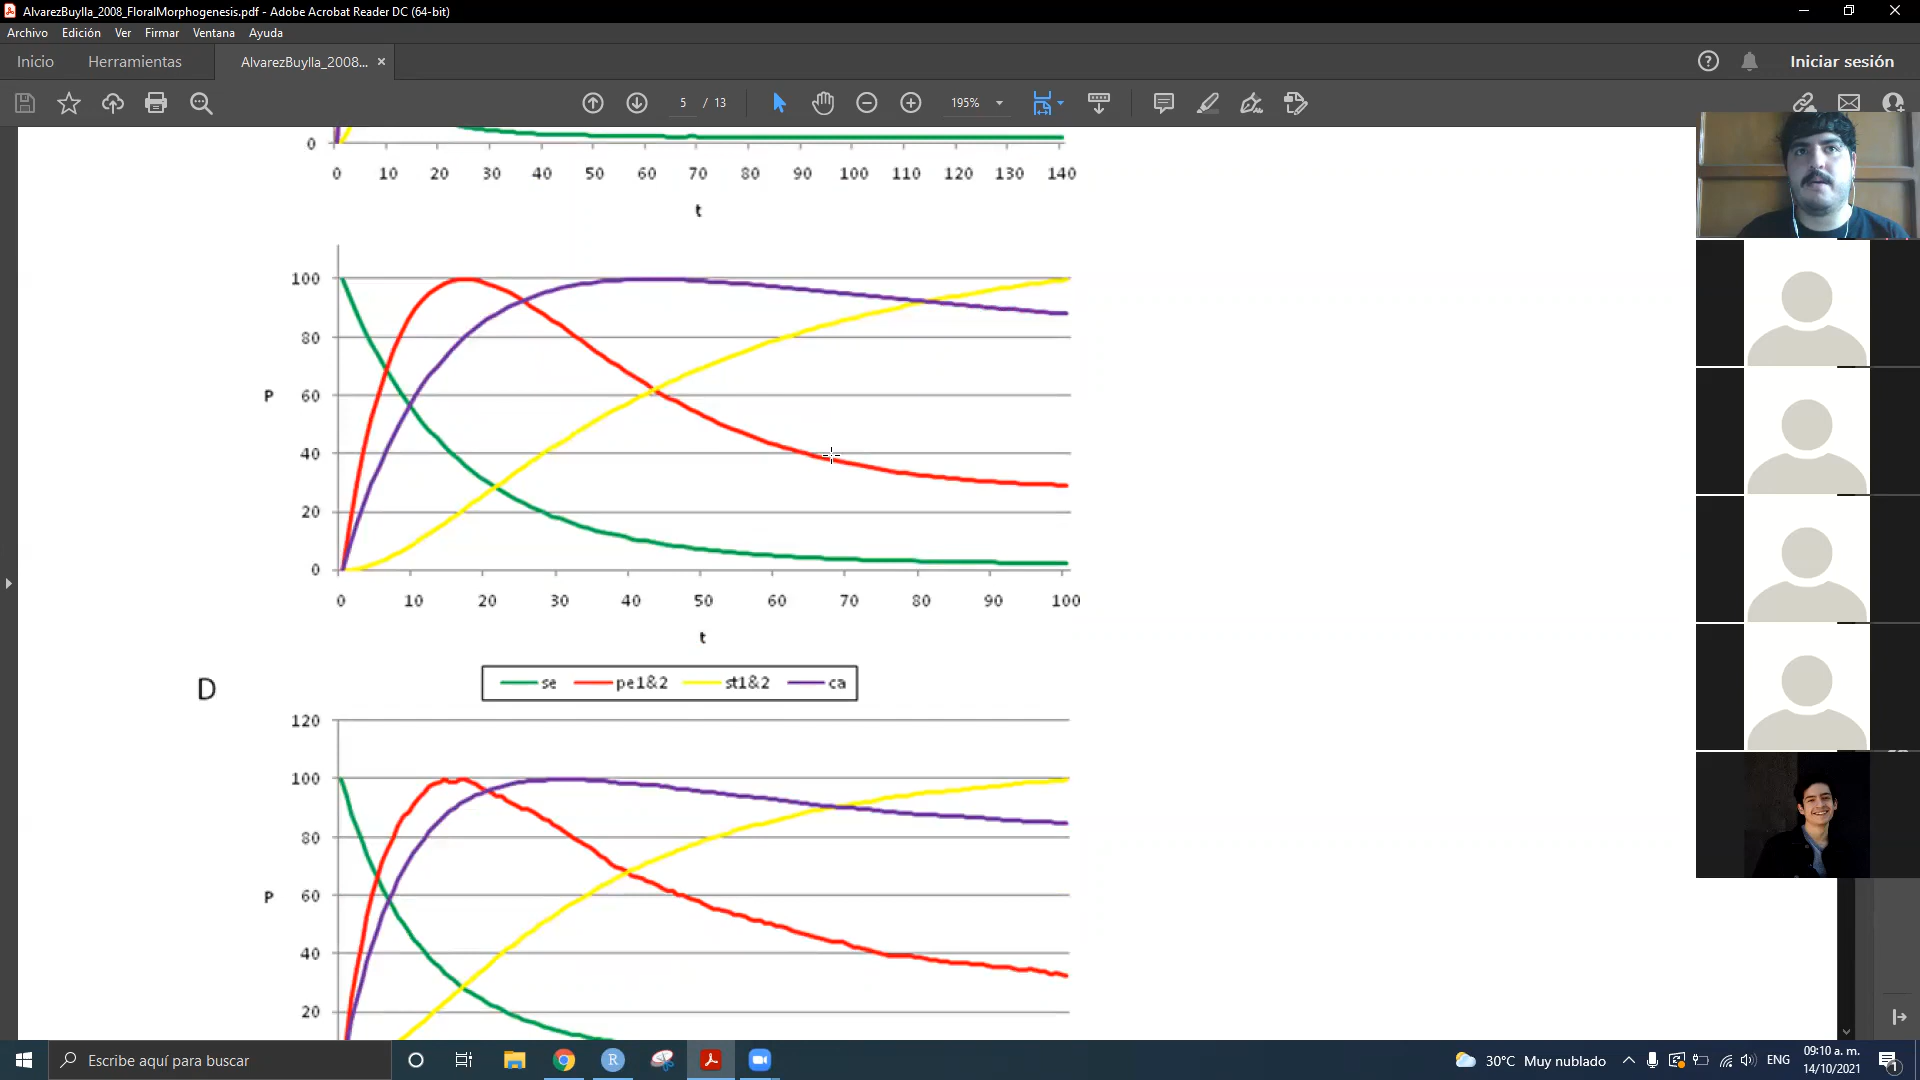 AlvarezBuylla_2008_FloralMorphogenesis.pdf - Adobe Acrobat Reader DC (64-bit)
Archivo Edición Ver Firmar Ventana Ayuda
Inicio Herramientas AlvarezBuylla_2008... × Iniciar sesión
5 / 13 195%
0
0 10 20 30 40 50 60 70 80 90 100 110 120 130 140
t
100
80
P 60
40
20
0
0 10 20 30 40 50 60 70 80 90 100
t
D se pe1&2 st1&2 ca
120
100
80
P 60
40
20
Escribe aquí para buscar
30°C Muy nublado ENG 09:10 a. m.
14/10/2021